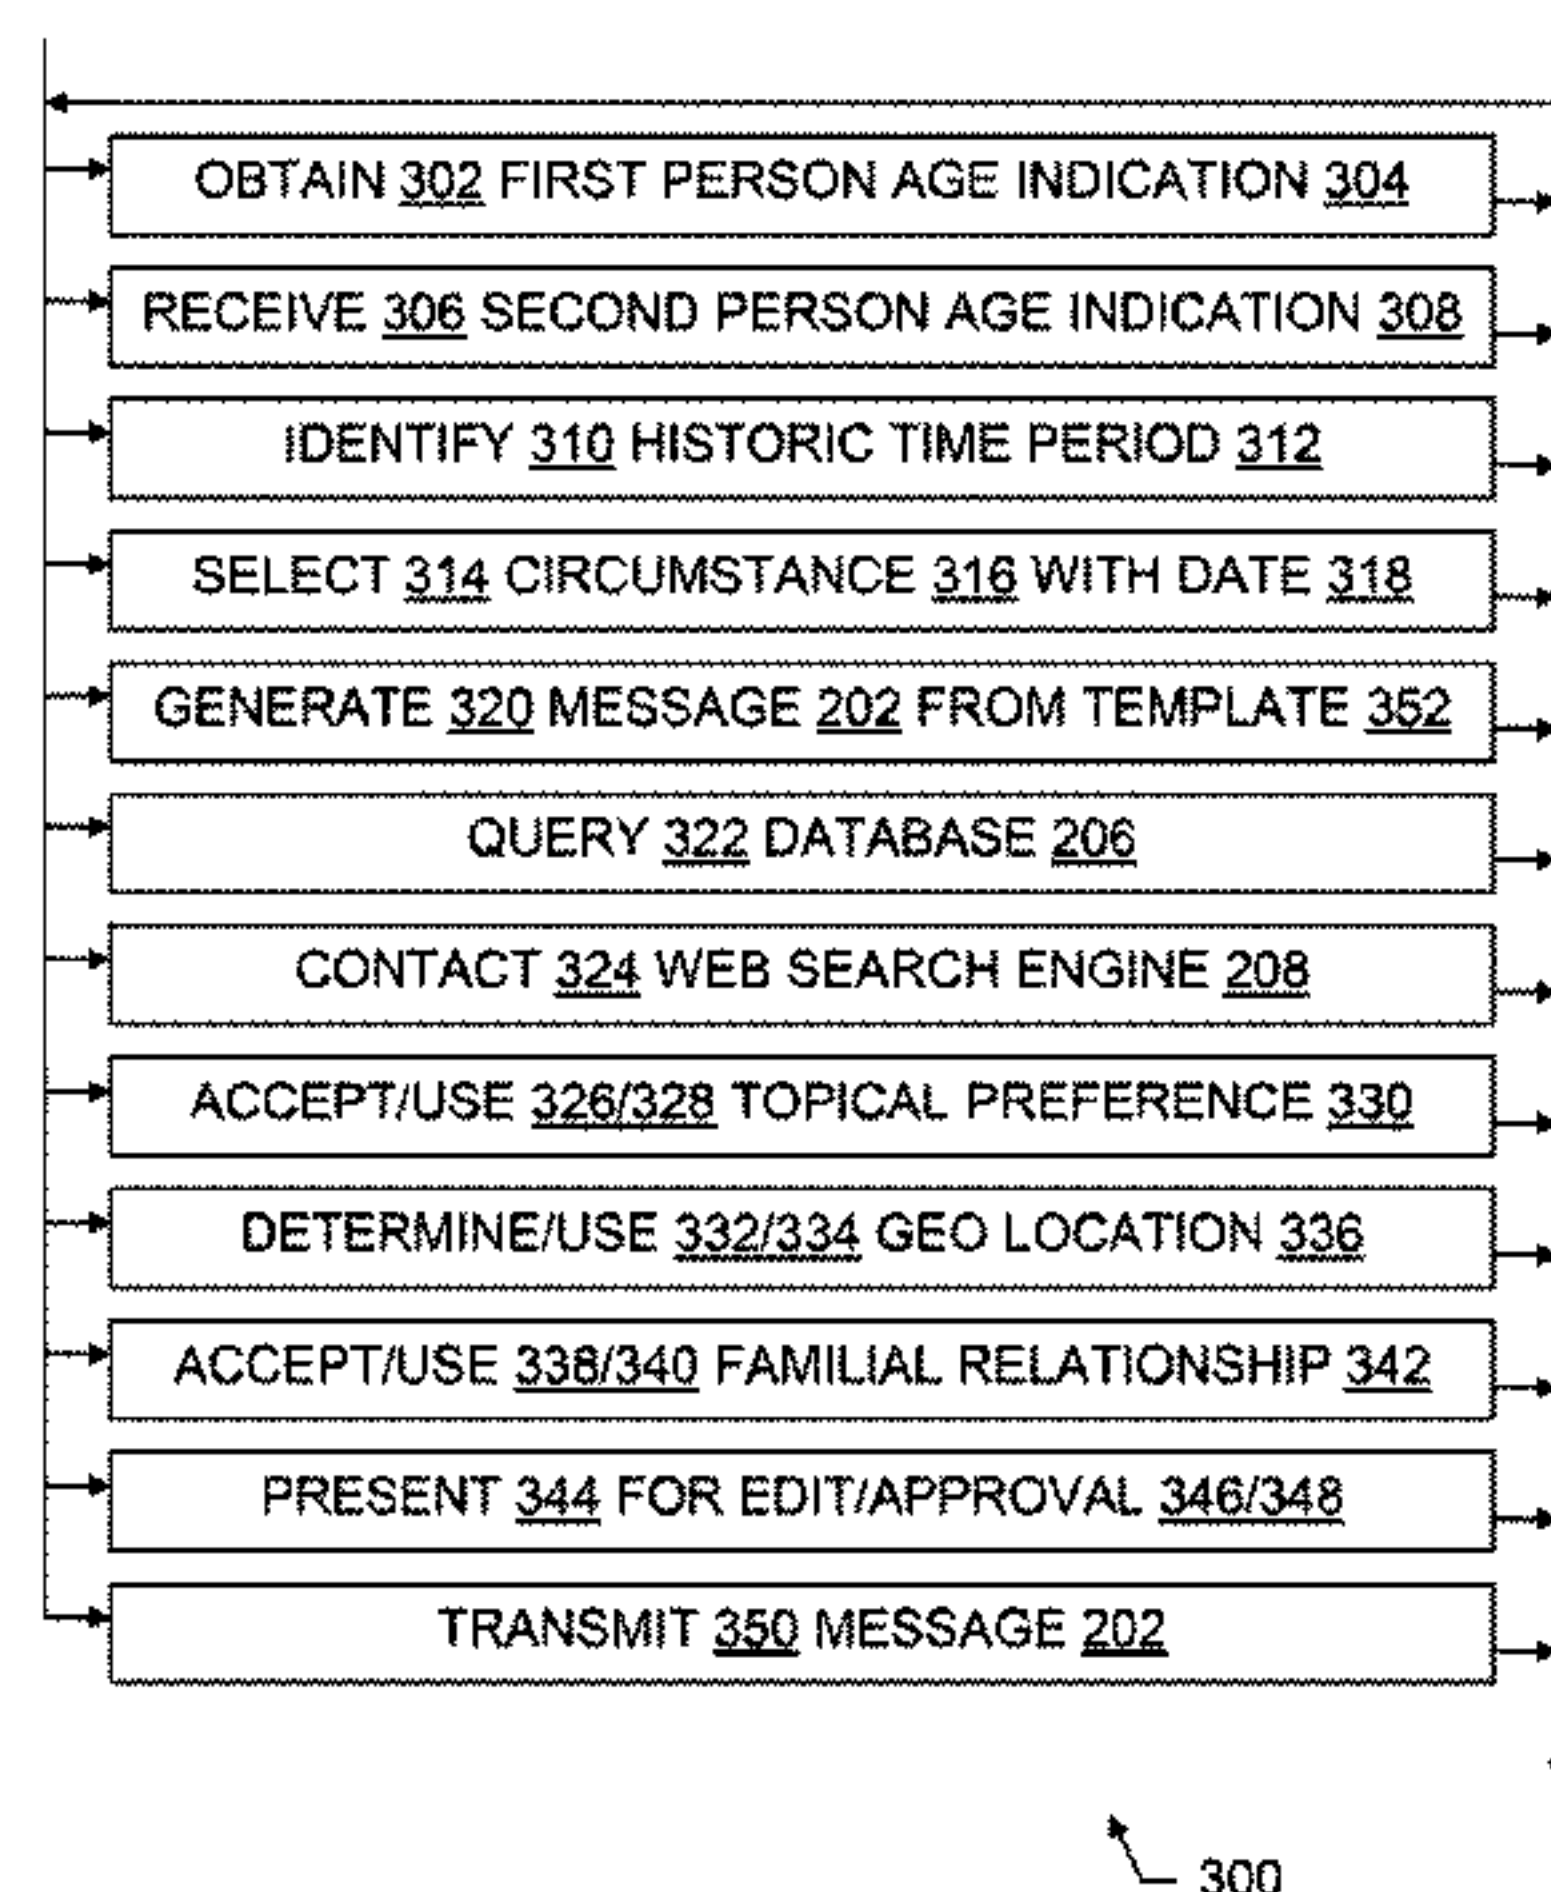 OBTAIN 302 FIRST PERSON AGE INDICATION 304
RECEIVE 306 SECOND PERSON AGE INDICATION 308
IDENTIFY 310 HISTORIC TIME PERIOD 312
SELECT 314 CIRCUMSTANCE 316 WITH DATE 318
GENERATE 320 MESSAGE 202 FROM TEMPLATE 352
QUERY 322 DATABASE 206
CONTACT 324 WEB SEARCH ENGINE 208
ACCEPT/USE 326/328 TOPICAL PREFERENCE 330
DETERMINE/USE 332/334 GEO LOCATION 336
ACCEPT/USE 338/340 FAMILIAL RELATIONSHIP 342
PRESENT 344 FOR EDIT/APPROVAL 346/348
TRANSMIT 350 MESSAGE 202
300